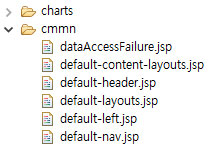 charts
cmmn
dataAccessFailure.jsp
default-content-layouts.jsp
default-header.jsp
default-layouts.jsp
default-left.jsp
default-nav.jsp